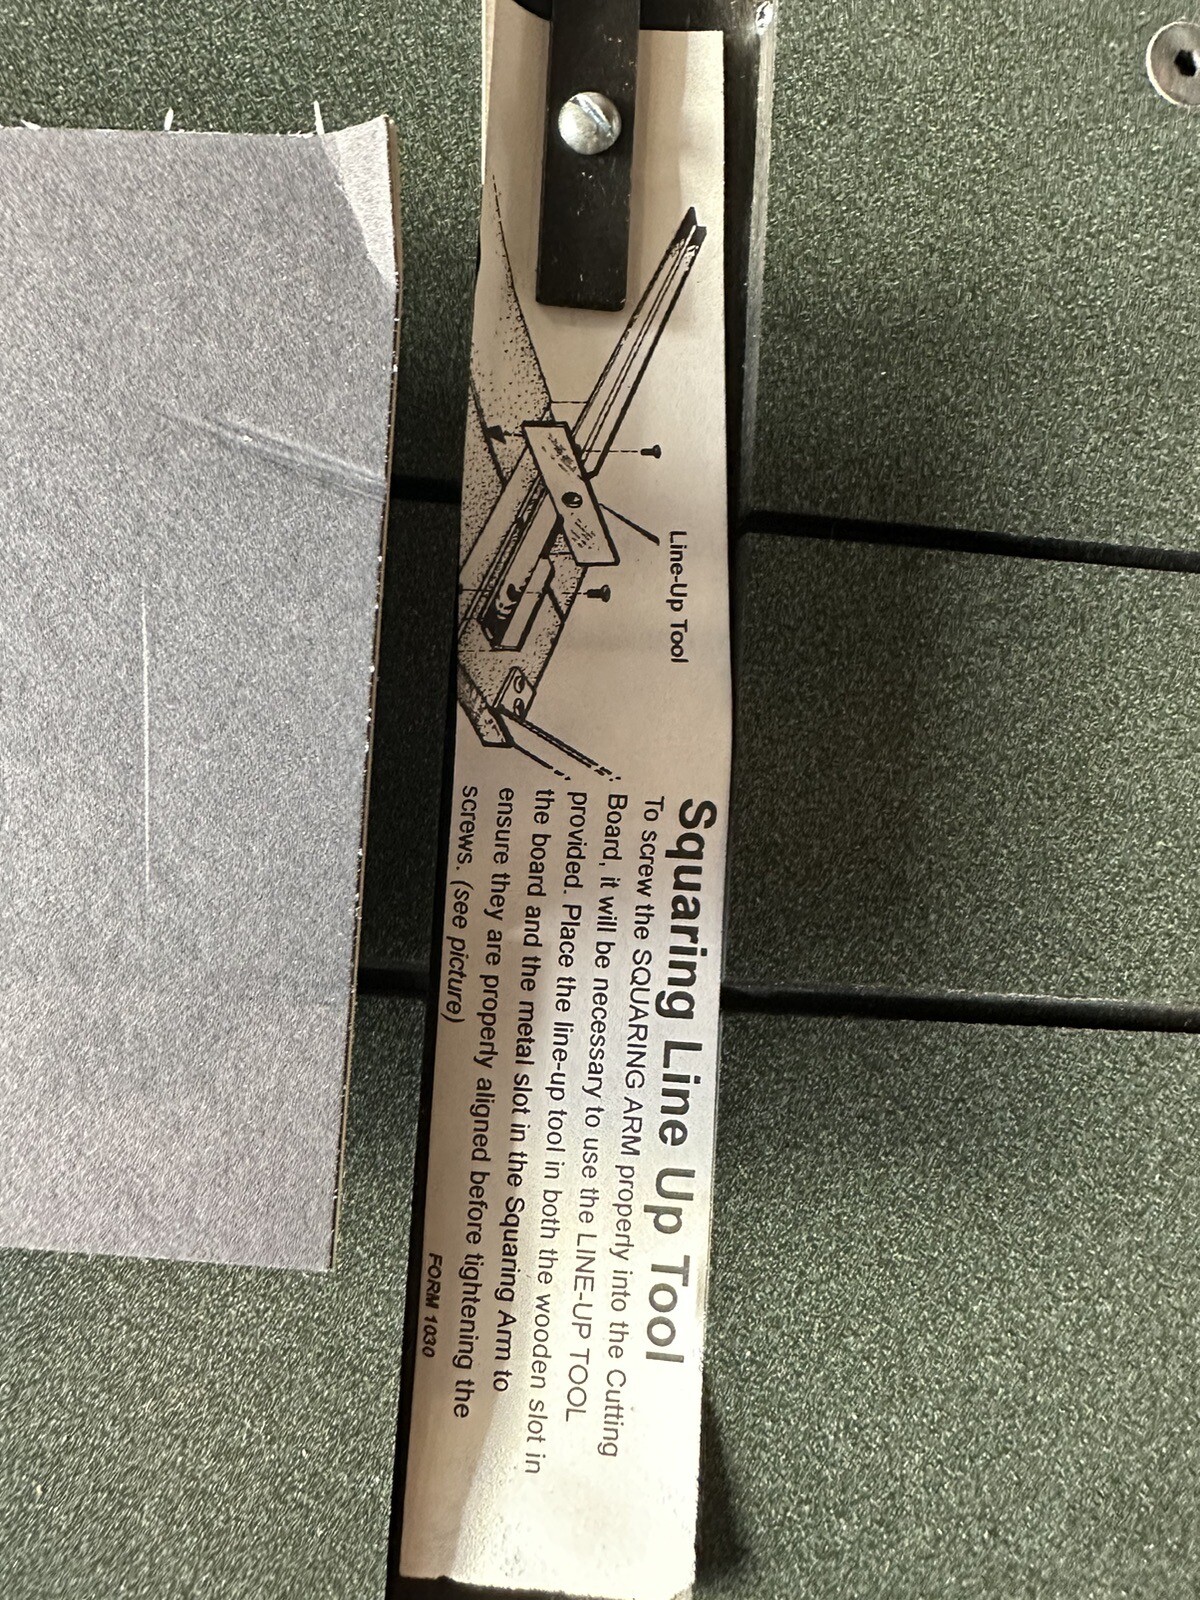 Line-Up Tool
Squaring Line Up Tool
To screw the SQUARING ARM properly into the Cutting
Board, it will be necessary to use the LINE-UP TOOL
provided. Place the line-up tool in both the wooden slot in
the board and the metal slot in the Squaring Arm to
ensure they are properly aligned before tightening the
screws. (see picture)
FORM 1030